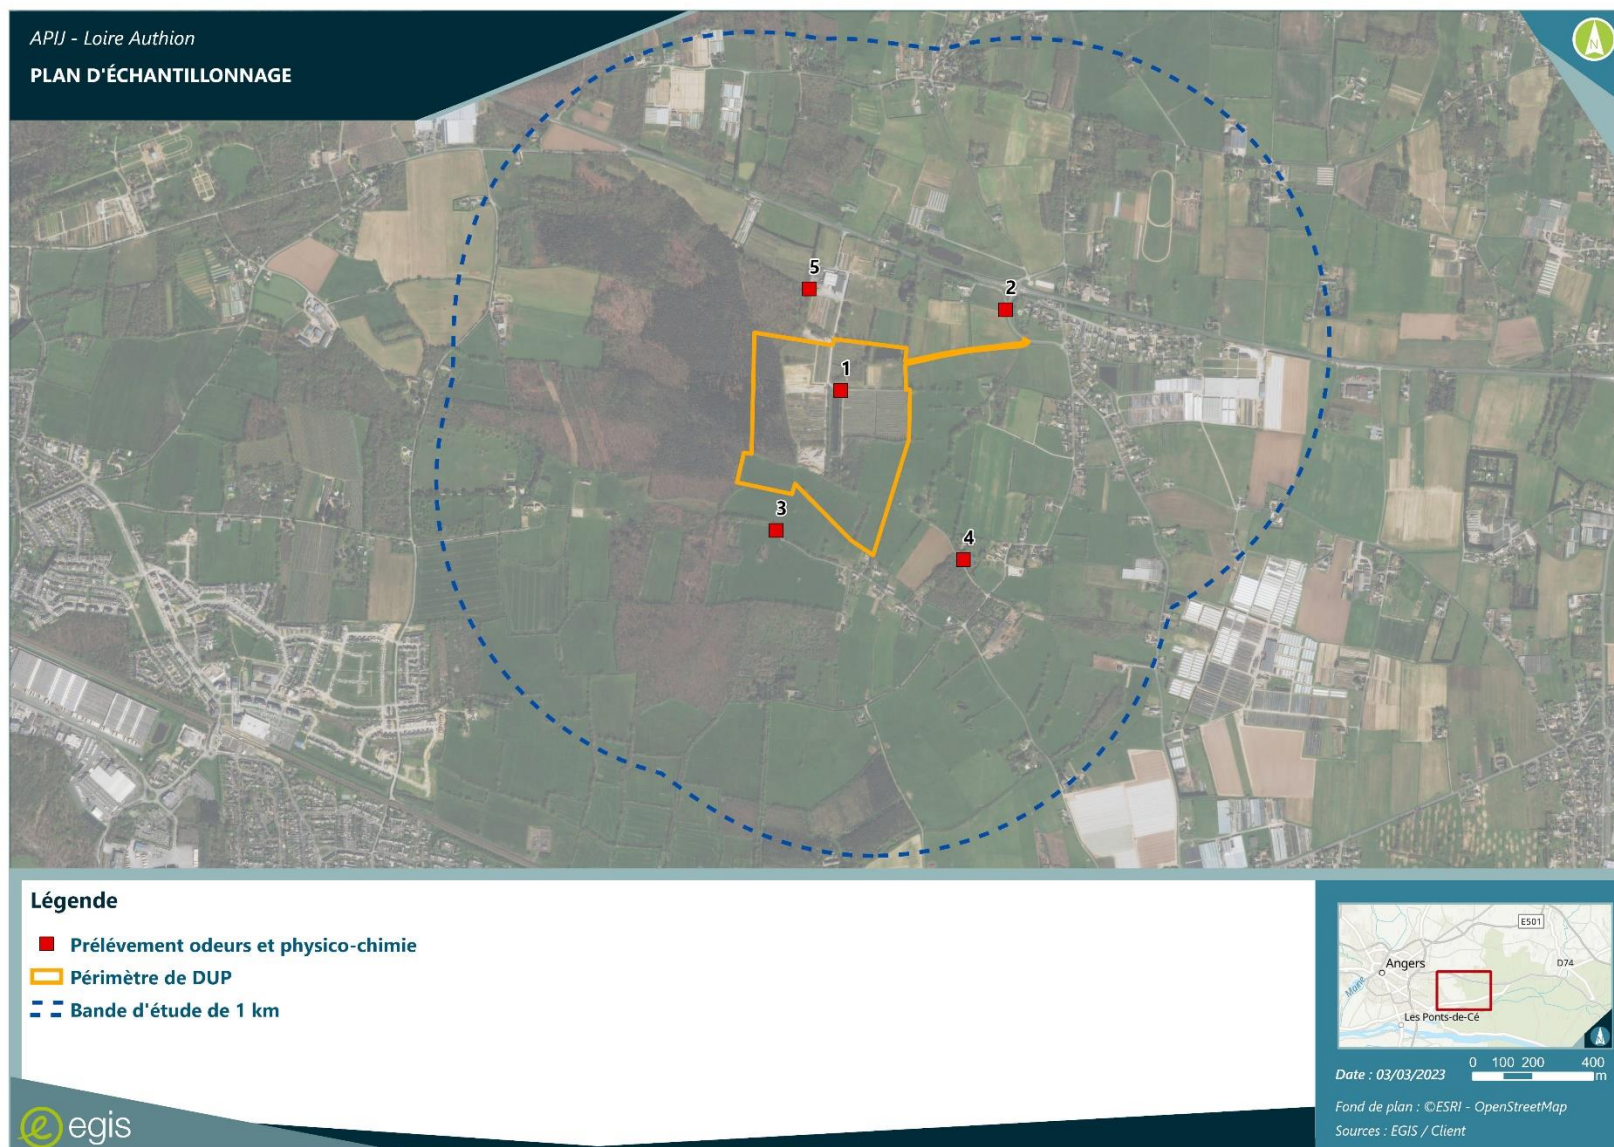 APIJ - Loire Authion
PLAN D'ÉCHANTILLONNAGE
N
5
2
1
3
4
Légende
Prélévement odeurs et physico-chimie
Périmètre de DUP
Bande d'étude de 1 km
E501
Angers
D74
Maine
Les Ponts-de-Cé
Date : 03/03/2023
0 100 200 400
m
Fond de plan : ©ESRI - OpenStreetMap
Sources : EGIS / Client
egis